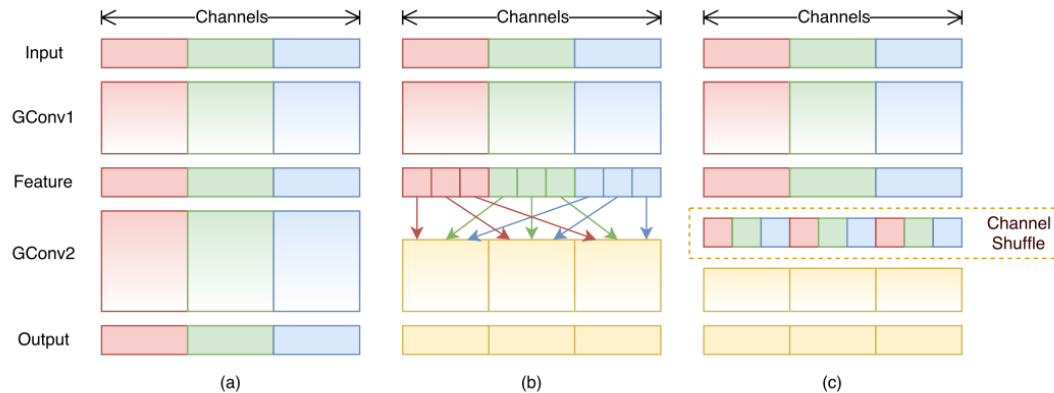 Channels Channels Channels
Input
GConv1
Feature
Channel
Shuffle
GConv2
Output
(a) (b) (c)